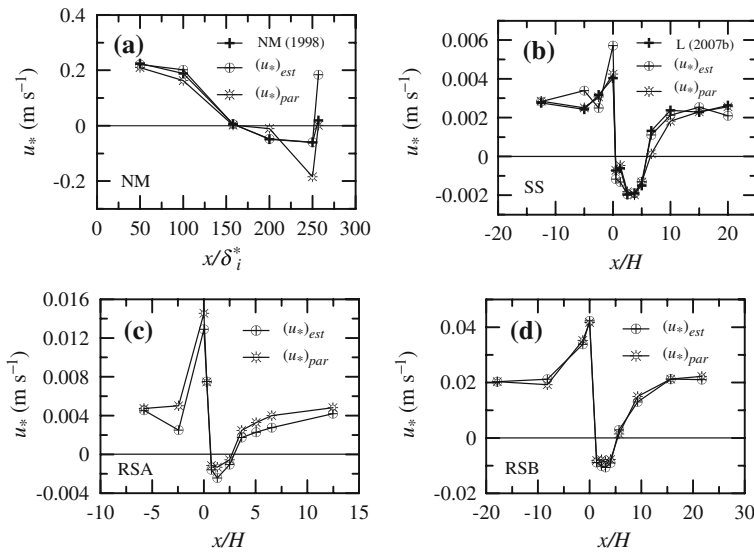 (a)
NM (1998)
(u*)est
(u*)par
u* (m s⁻¹)
0.4
0.2
0
-0.2
NM
0 50 100 150 200 250 300
x/δ*i
(b)
L (2007b)
(u*)est
(u*)par
u* (m s⁻¹)
0.006
0.004
0.002
0
-0.002
SS
-20 -10 0 10 20
x/H
(c)
(u*)est
(u*)par
u* (m s⁻¹)
0.016
0.012
0.008
0.004
0
-0.004
RSA
-10 -5 0 5 10 15
x/H
(d)
(u*)est
(u*)par
u* (m s⁻¹)
0.04
0.02
0
-0.02
RSB
-20 -10 0 10 20 30
x/H